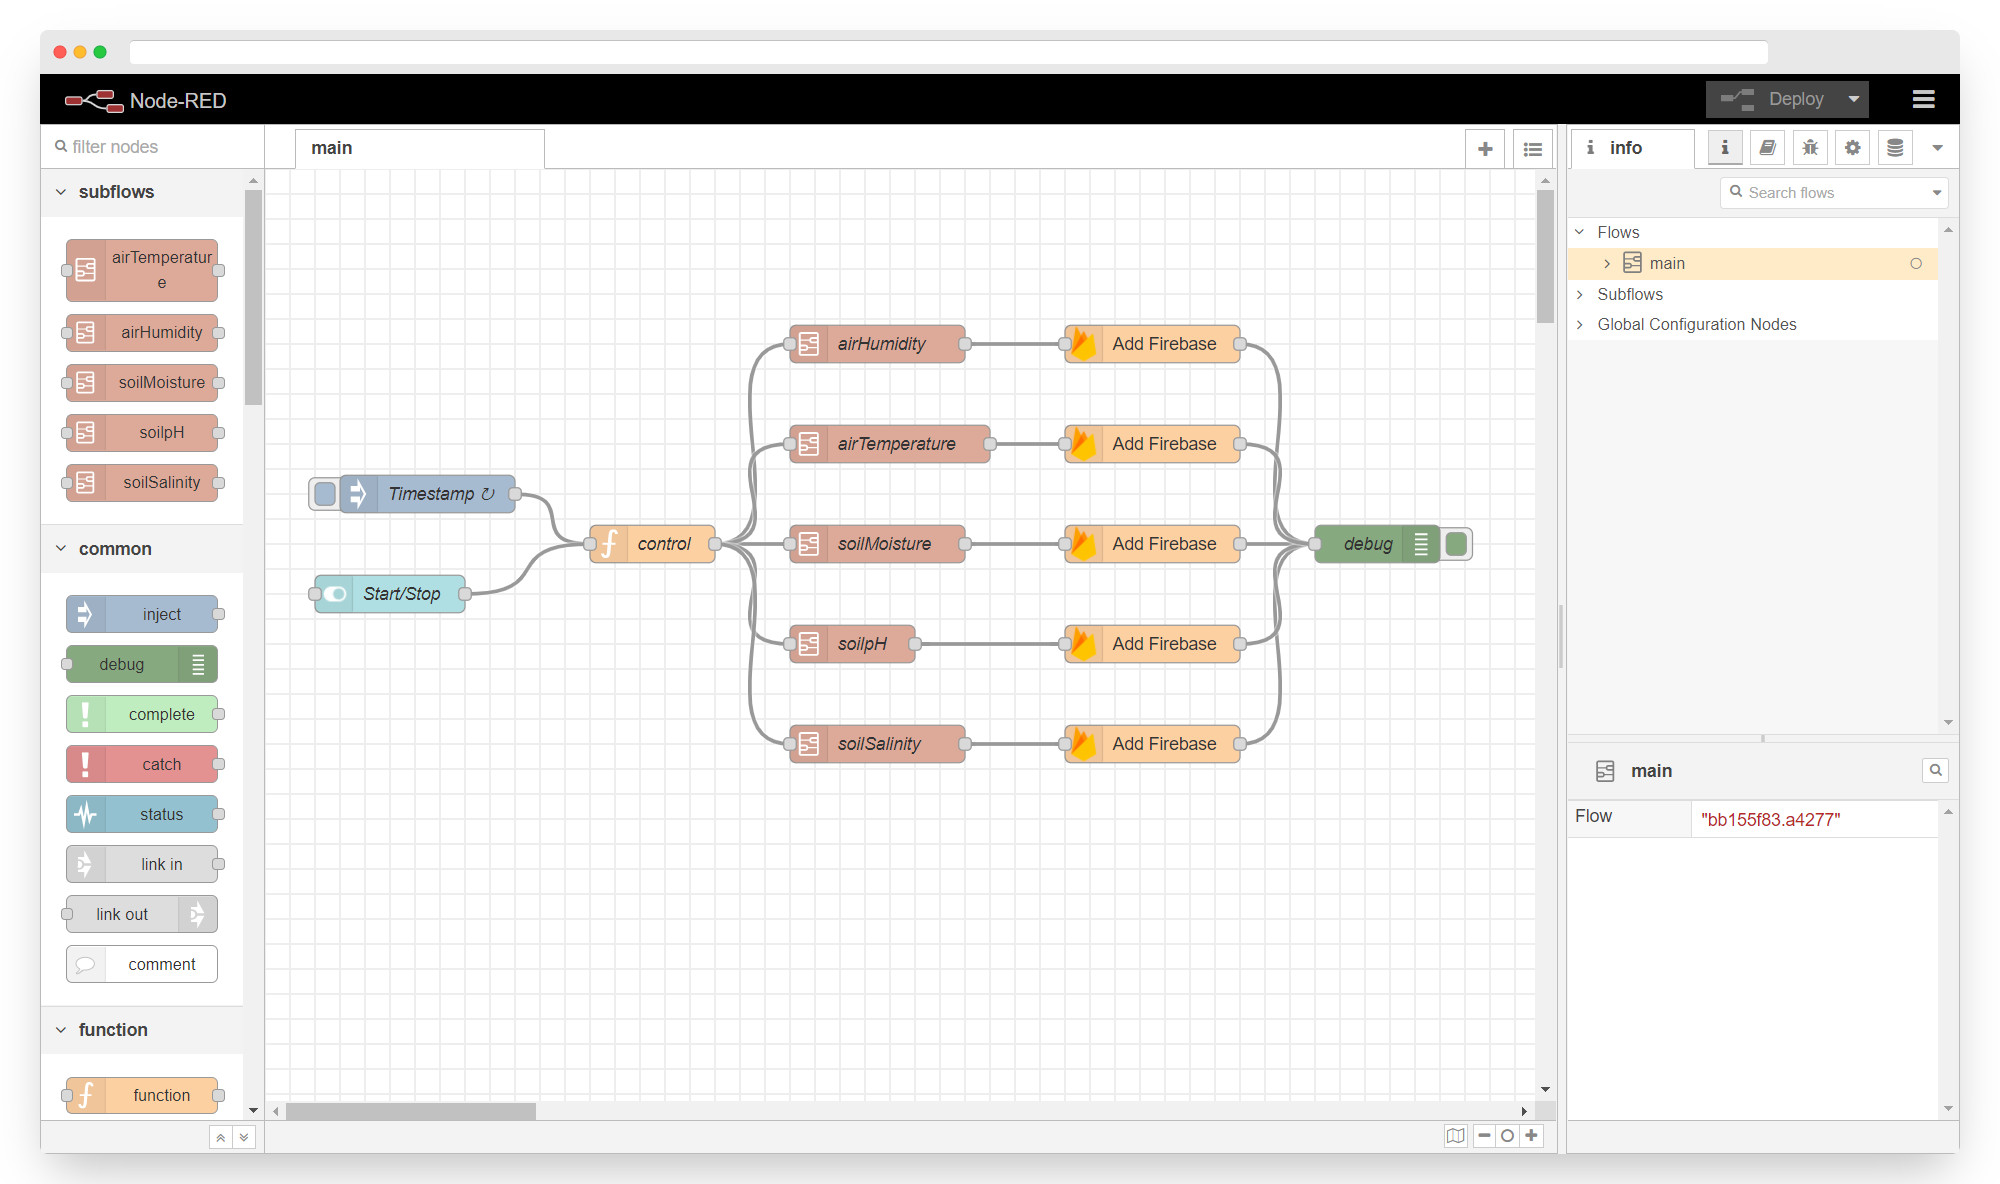 Node-RED
Deploy
filter nodes
main
info
subflows
Search flows
airTemperatur
e
airHumidity
soilMoisture
soilpH
soilSalinity
common
inject
debug
complete
catch
status
link in
link out
comment
function
function
Timestamp ↻
Start/Stop
control
airHumidity
Add Firebase
airTemperature
Add Firebase
soilMoisture
Add Firebase
soilpH
Add Firebase
soilSalinity
Add Firebase
debug
Flows
main
Subflows
Global Configuration Nodes
main
Flow
"bb155f83.a4277"